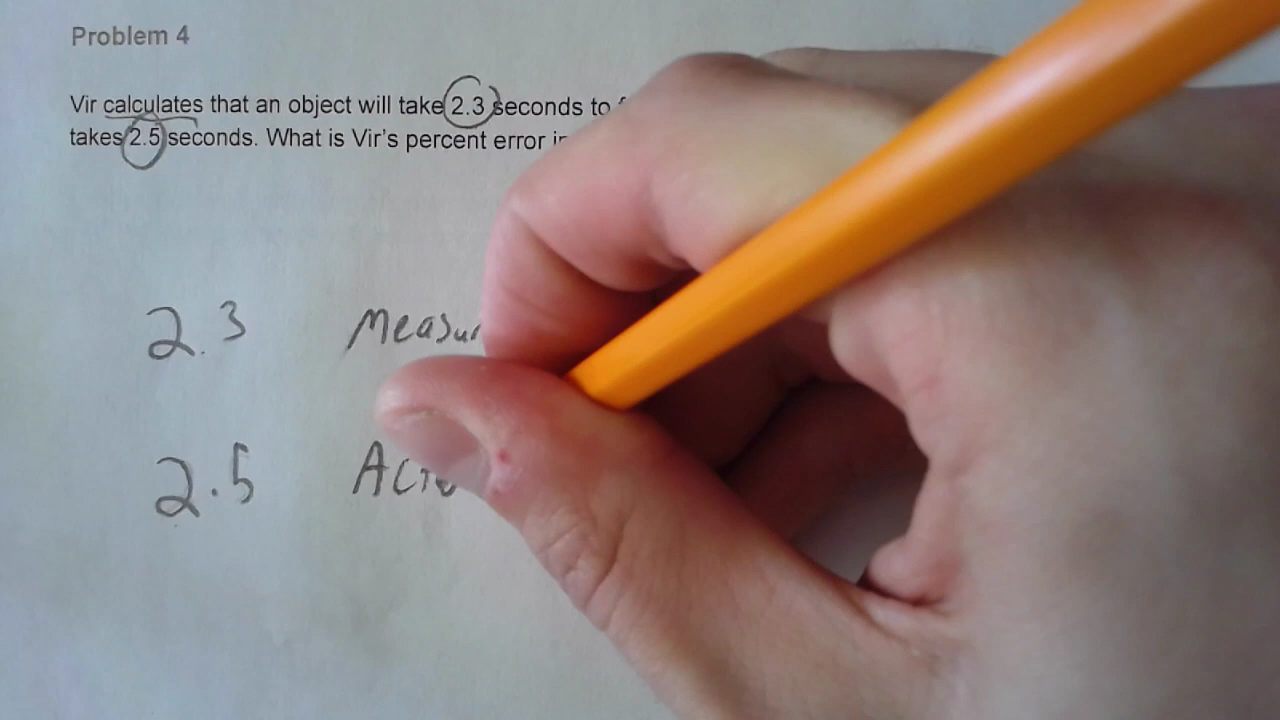 Problem 4
Vir calculates that an object will take 2.3 seconds to
takes 2.5 seconds. What is Vir's percent error
2.3 Measu
2.5 Act